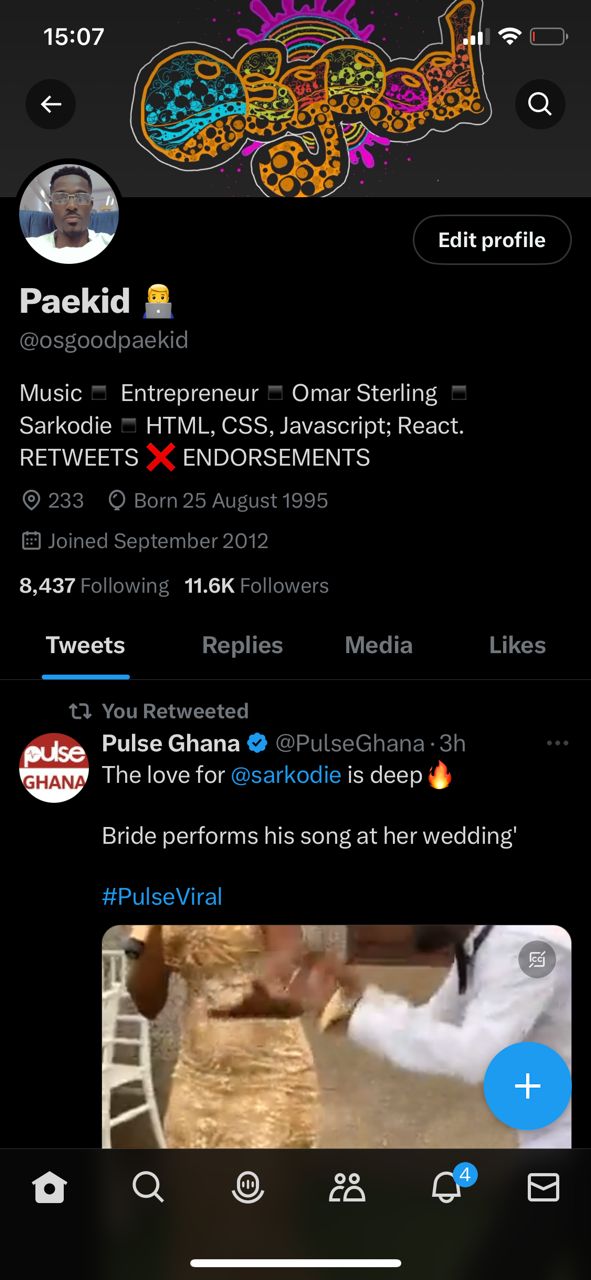 15:07
Paekid
@osgoodpaekid
Edit profile
Music ◾ Entrepreneur ◾ Omar Sterling ◾
Sarkodie ◾ HTML, CSS, Javascript; React.
RETWEETS ❌ ENDORSEMENTS
233 Born 25 August 1995
Joined September 2012
8,437 Following 11.6K Followers
Tweets Replies Media Likes
You Retweeted
pulse
GHANA
Pulse Ghana @PulseGhana · 3h
The love for @sarkodie is deep🔥
Bride performs his song at her wedding'
#PulseViral
4